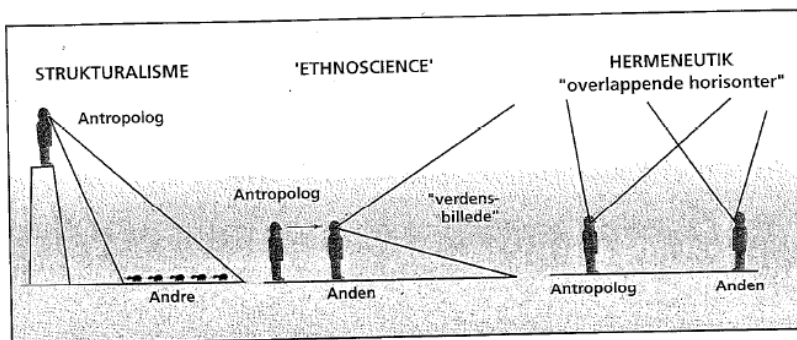 STRUKTURALISME
Antropolog
Andre
'ETHNOSCIENCE'
Antropolog
"verdens-
billede"
Anden
HERMENEUTIK
"overlappende horisonter"
Antropolog
Anden